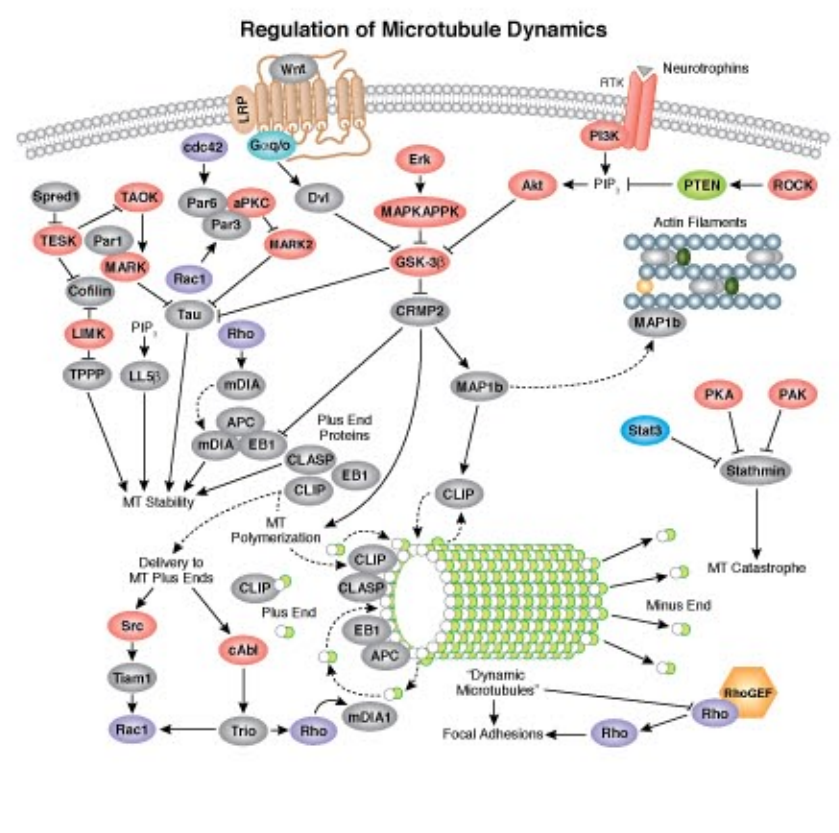 Regulation of Microtubule Dynamics
Wnt
LRP
Gαq/o
RTK
Neurotrophins
PI3K
cdc42
Erk
Akt
PIP3
PTEN
ROCK
Spred1
TAOK
Par6
aPKC
Par3
Dvl
MAPKAPPK
TESK
Par1
MARK
MARK2
GSK-3β
Actin Filaments
Rac1
Cofilin
Tau
CRMP2
MAP1b
LIMK
PIP3
Rho
TPPP
LL5β
mDIA
MAP1b
PKA
PAK
APC
mDIA
EB1
Plus End
Proteins
Stat3
CLASP
EB1
CLIP
Stathmin
MT Stability
CLIP
MT
Polymerization
Delivery to
MT Plus Ends
CLIP
CLASP
CLIP
MT Catastrophe
Plus End
Minus End
Src
EB1
APC
cAbl
Tiam1
"Dynamic
Microtubules"
RhoGEF
Rho
Rac1
Trio
Rho
mDIA1
Focal Adhesions
Rho